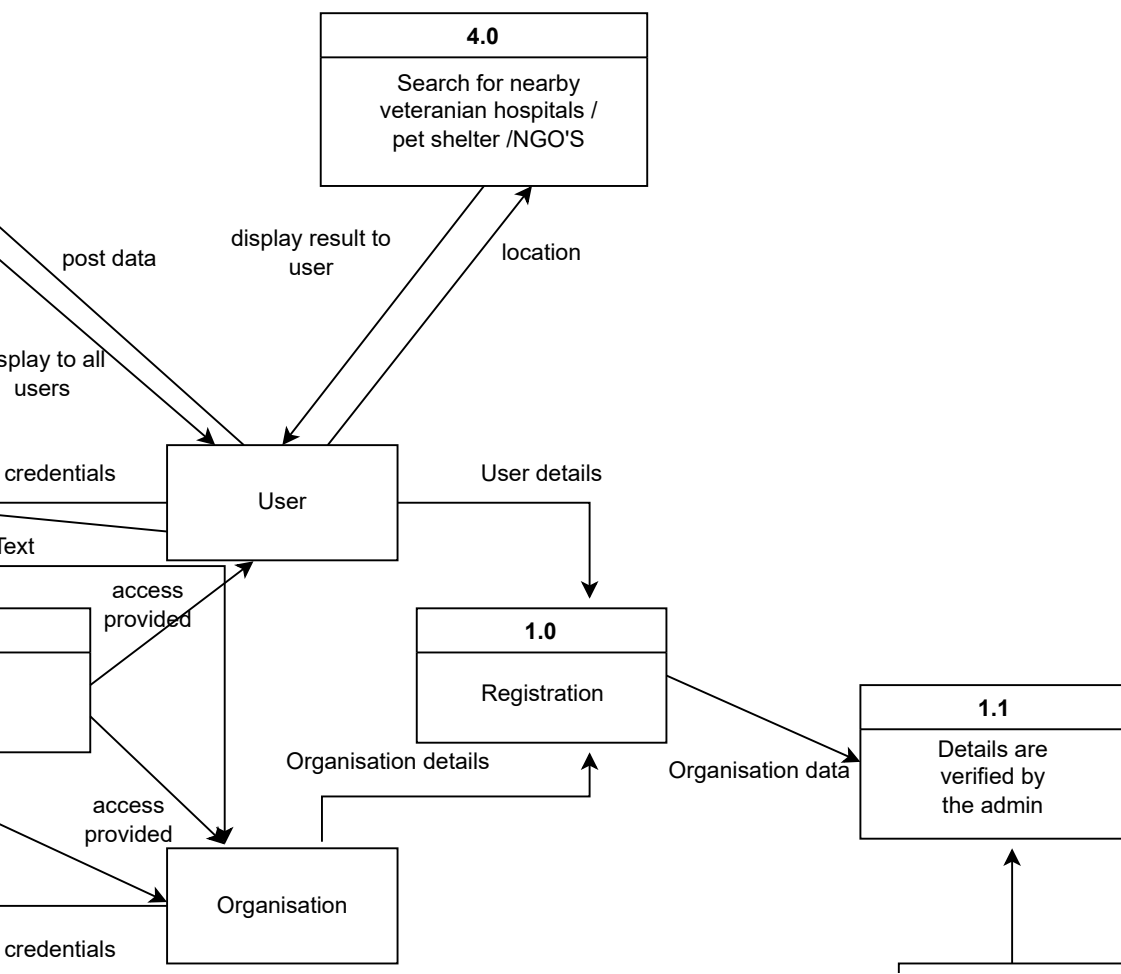 4.0
Search for nearby
veteranian hospitals /
pet shelter /NGO'S
post data
display result to
user
location
to all
users
credentials
User details
User
access
provided
1.0
Registration
1.1
Details are
verified by
the admin
Organisation details
Organisation data
access
provided
Organisation
credentials